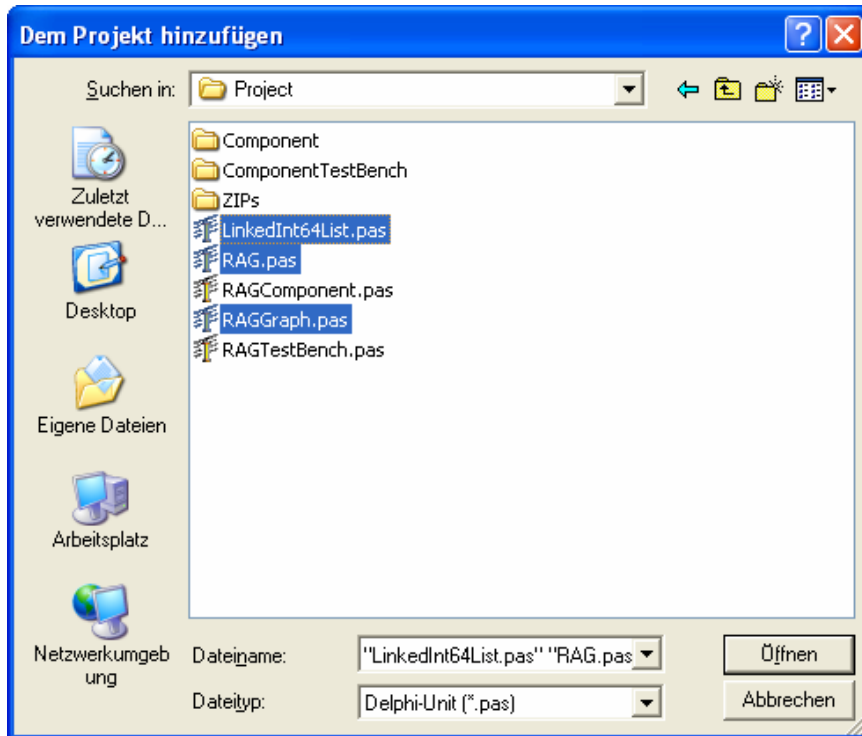 Dem Projekt hinzufügen
Suchen in:
Project
Zuletzt
verwendete D...
Desktop
Eigene Dateien
Arbeitsplatz
Netzwerkumgeb
ung
Component
ComponentTestBench
ZIPs
LinkedInt64List.pas
RAG.pas
RAGComponent.pas
RAGGraph.pas
RAGTestBench.pas
Dateiname:
"LinkedInt64List.pas" "RAG.pas
Öffnen
Dateityp:
Delphi-Unit (*.pas)
Abbrechen